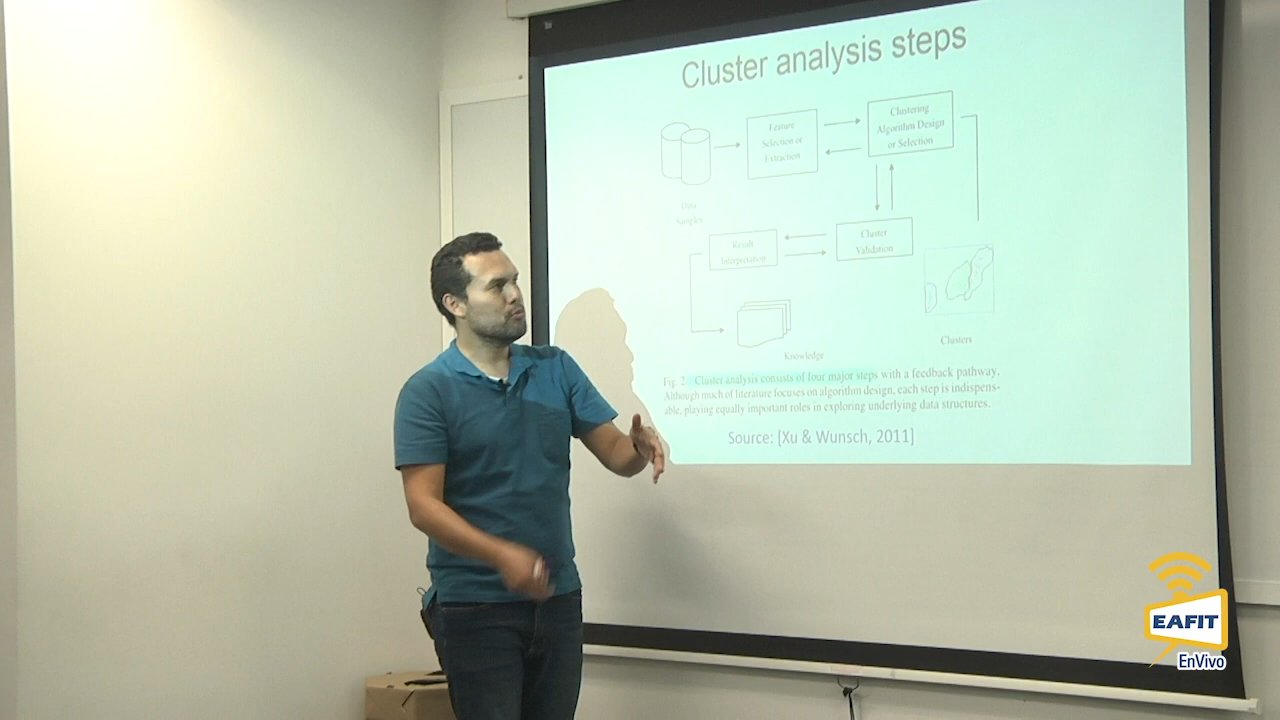 Cluster analysis steps
Feature
Selection or
Extraction
Clustering
Algorithm Design
or Selection
Data
Samples
Result
Interpretation
Cluster
Validation
Knowledge
Clusters
Fig. 2. Cluster analysis consists of four major steps with a feedback pathway.
Although much of literature focuses on algorithm design, each step is indispens-
able, playing equally important roles in exploring underlying data structures.
Source: [Xu & Wunsch, 2011]
EAFIT
EnVivo